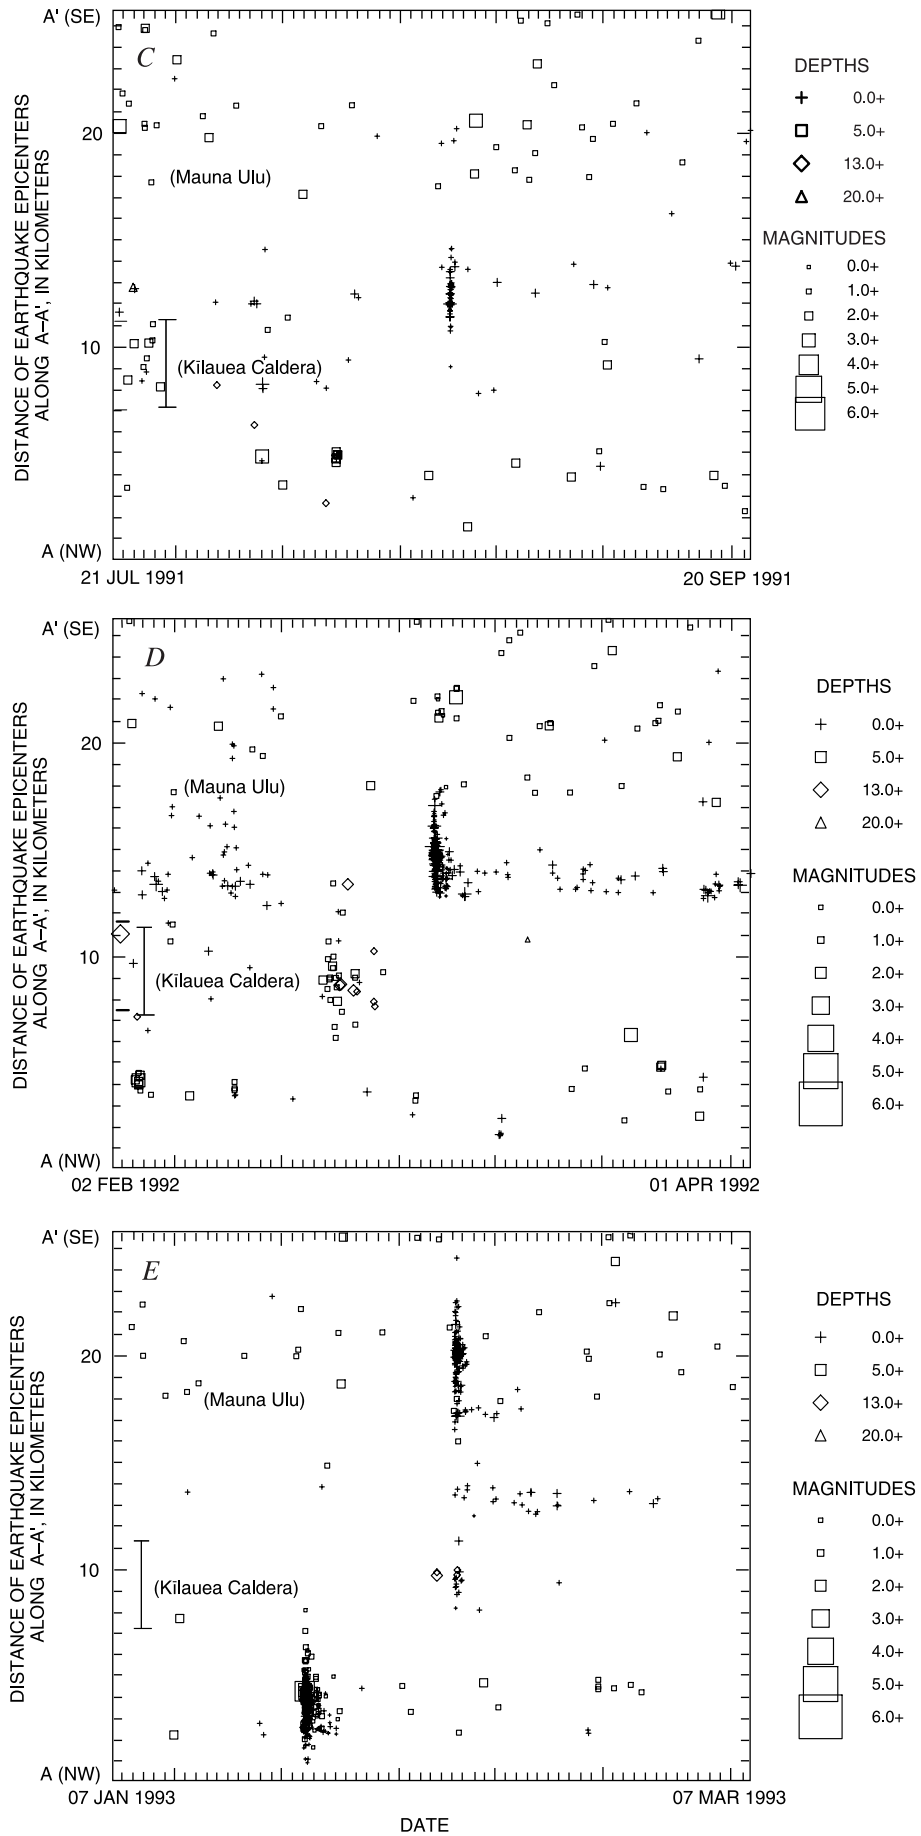 DISTANCE OF EARTHQUAKE EPICENTERS
ALONG A–A', IN KILOMETERS
A' (SE)
20
10
A (NW)
C
(Mauna Ulu)
(Kīlauea Caldera)
21 JUL 1991
20 SEP 1991
DEPTHS
0.0+
5.0+
13.0+
20.0+
MAGNITUDES
0.0+
1.0+
2.0+
3.0+
4.0+
5.0+
6.0+
DISTANCE OF EARTHQUAKE EPICENTERS
ALONG A–A', IN KILOMETERS
A' (SE)
20
10
A (NW)
D
(Mauna Ulu)
(Kīlauea Caldera)
02 FEB 1992
01 APR 1992
DEPTHS
0.0+
5.0+
13.0+
20.0+
MAGNITUDES
0.0+
1.0+
2.0+
3.0+
4.0+
5.0+
6.0+
DISTANCE OF EARTHQUAKE EPICENTERS
ALONG A–A', IN KILOMETERS
A' (SE)
20
10
A (NW)
E
(Mauna Ulu)
(Kīlauea Caldera)
07 JAN 1993
07 MAR 1993
DATE
DEPTHS
0.0+
5.0+
13.0+
20.0+
MAGNITUDES
0.0+
1.0+
2.0+
3.0+
4.0+
5.0+
6.0+